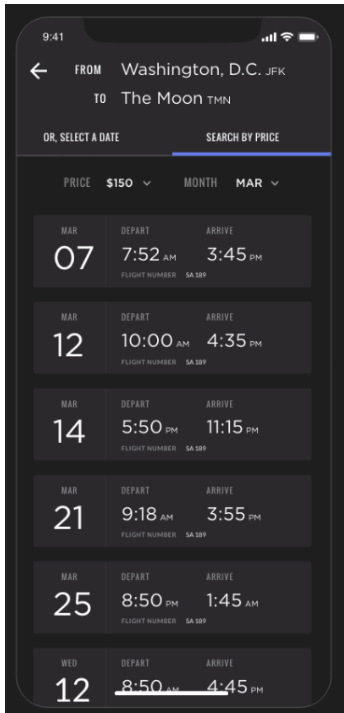 9:41
FROM Washington, D.C. JFK
TO The Moon TMN
OR, SELECT A DATE SEARCH BY PRICE
PRICE $150 MONTH MAR
MAR DEPART ARRIVE
07 7:52 AM 3:45 PM
FLIGHT NUMBER SA 189
MAR DEPART ARRIVE
12 10:00 AM 4:35 PM
FLIGHT NUMBER SA 189
MAR DEPART ARRIVE
14 5:50 PM 11:15 PM
FLIGHT NUMBER SA 189
MAR DEPART ARRIVE
21 9:18 AM 3:55 PM
FLIGHT NUMBER SA 189
MAR DEPART ARRIVE
25 8:50 PM 1:45 AM
FLIGHT NUMBER SA 189
WED DEPART ARRIVE
12 8:50 AM 4:45 PM